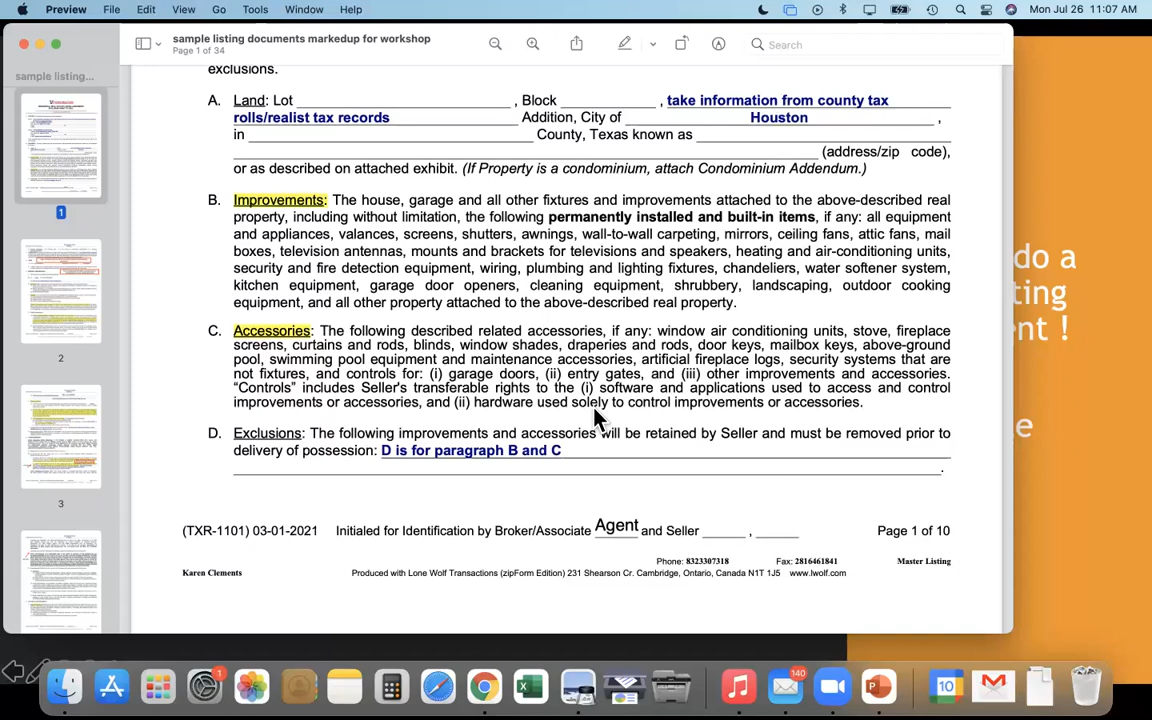 Preview File Edit View Go Tools Window Help Mon Jul 26 11:07 AM
sample listing documents markedup for workshop
Page 1 of 34
Search
sample listing...
exclusions.
A. Land: Lot , Block , take information from county tax
rolls/realist tax records Addition, City of Houston ,
in County, Texas known as
(address/zip code),
or as described on attached exhibit. (If Property is a condominium, attach Condominium Addendum.)
B. Improvements: The house, garage and all other fixtures and improvements attached to the above-described real
property, including without limitation, the following permanently installed and built-in items, if any: all equipment
and appliances, valances, screens, shutters, awnings, wall-to-wall carpeting, mirrors, ceiling fans, attic fans, mail
boxes, television antennas, mounts and brackets for televisions and speakers, heating and air-conditioning units,
security and fire detection equipment, wiring, plumbing and lighting fixtures, chandeliers, water softener system,
kitchen equipment, garage door openers, cleaning equipment, shrubbery, landscaping, outdoor cooking
equipment, and all other property attached to the above-described real property.
C. Accessories: The following described related accessories, if any: window air conditioning units, stove, fireplace
screens, curtains and rods, blinds, window shades, draperies and rods, door keys, mailbox keys, above-ground
pool, swimming pool equipment and maintenance accessories, artificial fireplace logs, security systems that are
not fixtures, and controls for: (i) garage doors, (ii) entry gates, and (iii) other improvements and accessories.
“Controls” includes Seller's transferable rights to the (i) software and applications used to access and control
improvements or accessories, and (ii) hardware used solely to control improvements or accessories.
D. Exclusions: The following improvements and accessories will be retained by Seller and must be removed prior to
delivery of possession: D is for paragraph B and C
.
(TXR-1101) 03-01-2021 Initialed for Identification by Broker/Associate Agent and Seller , Page 1 of 10
Phone: 8323307318 Fax: 2816461841 Master Listing
Karen Clements Produced with Lone Wolf Transactions (zipForm Edition) 231 Shearson Cr. Cambridge, Ontario, Canada N1T 1J5 www.lwolf.com
1
2
3
do a
ting
nt !
e
1
140
10